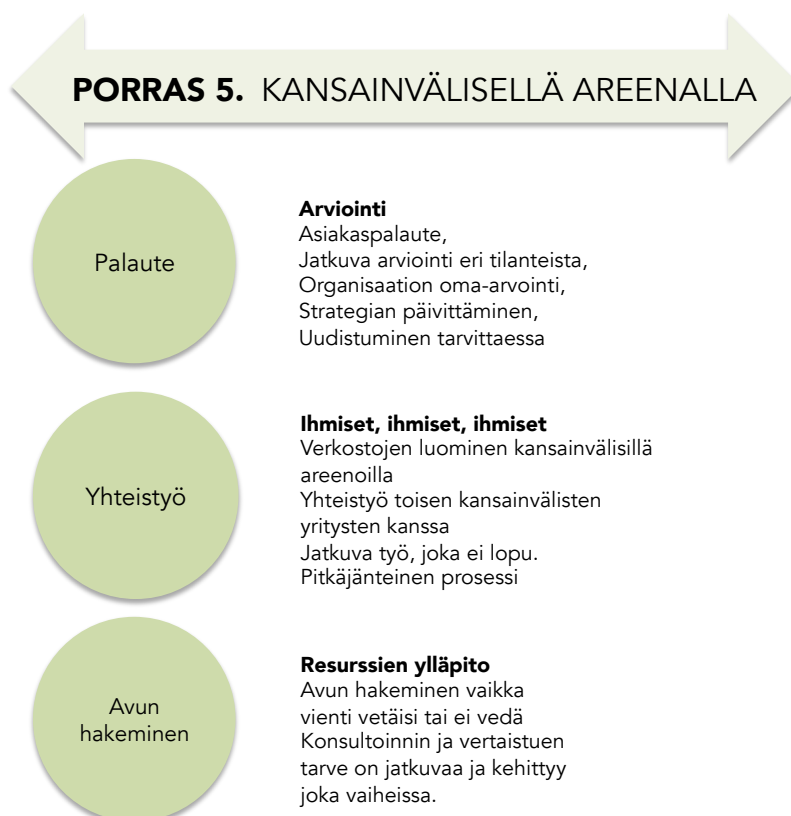 PORRAS 5. KANSAINVÄLISELLÄ AREENALLA
Palaute
Arviointi
Asiakaspalaute,
Jatkuva arviointi eri tilanteista,
Organisaation oma-arvointi,
Strategian päivittäminen,
Uudistuminen tarvittaessa
Yhteistyö
Ihmiset, ihmiset, ihmiset
Verkostojen luominen kansainvälisillä
areenoilla
Yhteistyö toisen kansainvälisten
yritysten kanssa
Jatkuva työ, joka ei lopu.
Pitkäjänteinen prosessi
Avun
hakeminen
Resurssien ylläpito
Avun hakeminen vaikka
vienti vetäisi tai ei vedä
Konsultoinnin ja vertaistuen
tarve on jatkuvaa ja kehittyy
joka vaiheissa.